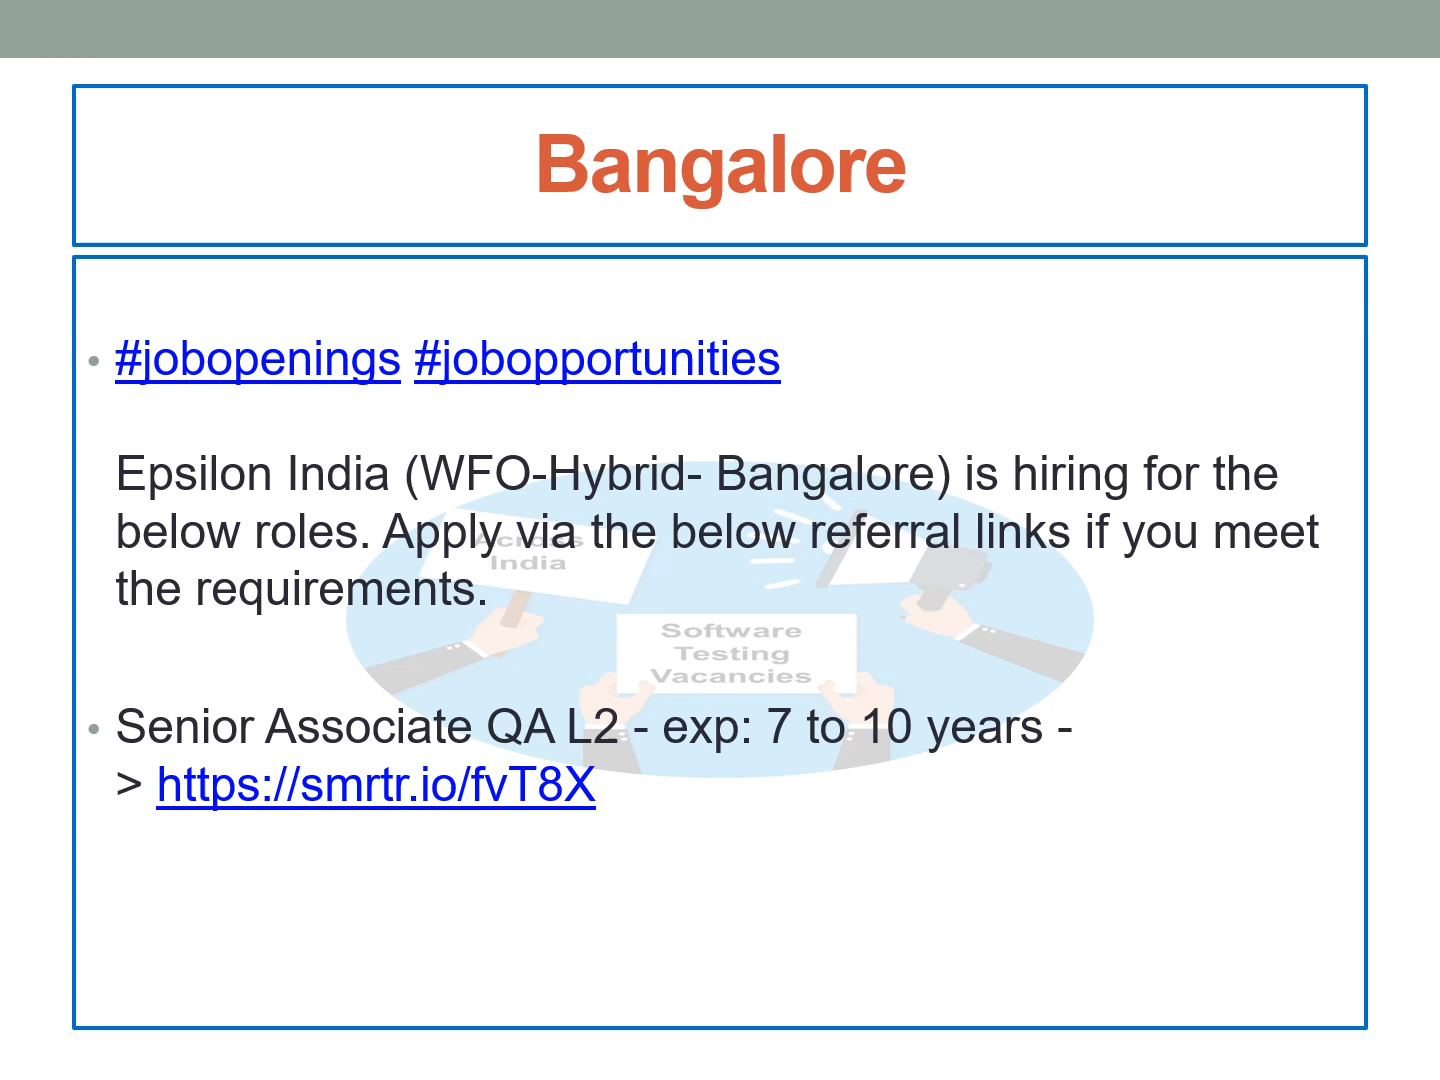 Bangalore
• #jobopenings #jobopportunities
Epsilon India (WFO-Hybrid- Bangalore) is hiring for the
below roles. Apply via the below referral links if you meet
the requirements.
Across
India
Software
Testing
Vacancies
• Senior Associate QA L2 - exp: 7 to 10 years -
> https://smrtr.io/fvT8X